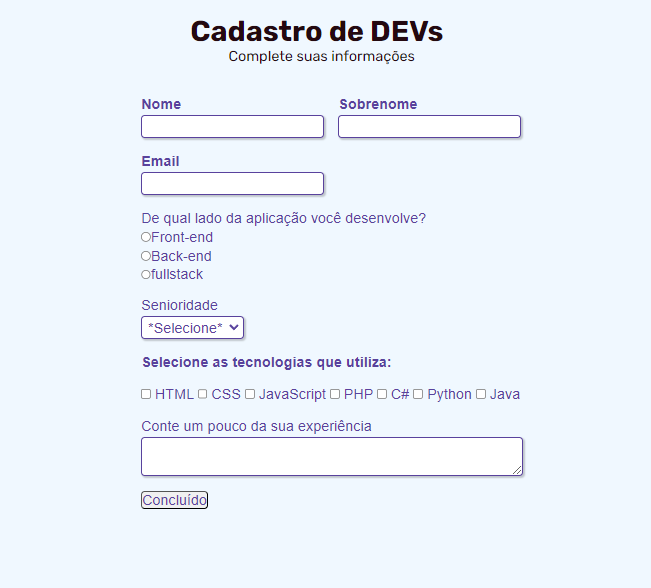 Cadastro de DEVs
Complete suas informações
Nome Sobrenome
Email
De qual lado da aplicação você desenvolve?
Front-end
Back-end
fullstack
Senioridade
*Selecione*
Selecione as tecnologias que utiliza:
HTML CSS JavaScript PHP C# Python Java
Conte um pouco da sua experiência
Concluído